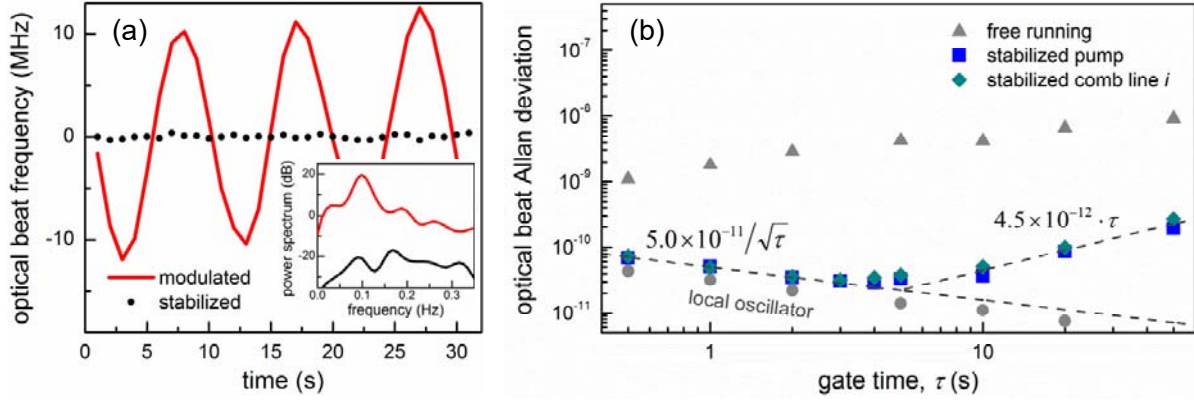 (a)
optical beat frequency (MHz)
10
0
-10
modulated
stabilized
power spectrum (dB)
20
0
-20
0.0 0.1 0.2 0.3
frequency (Hz)
0 5 10 15 20 25 30
time (s)
(b)
optical beat Allan deviation
10⁻⁷
10⁻⁸
10⁻⁹
10⁻¹⁰
10⁻¹¹
free running
stabilized pump
stabilized comb line i
5.0×10⁻¹¹/√τ
4.5×10⁻¹²·τ
local oscillator
1 10
gate time, τ (s)